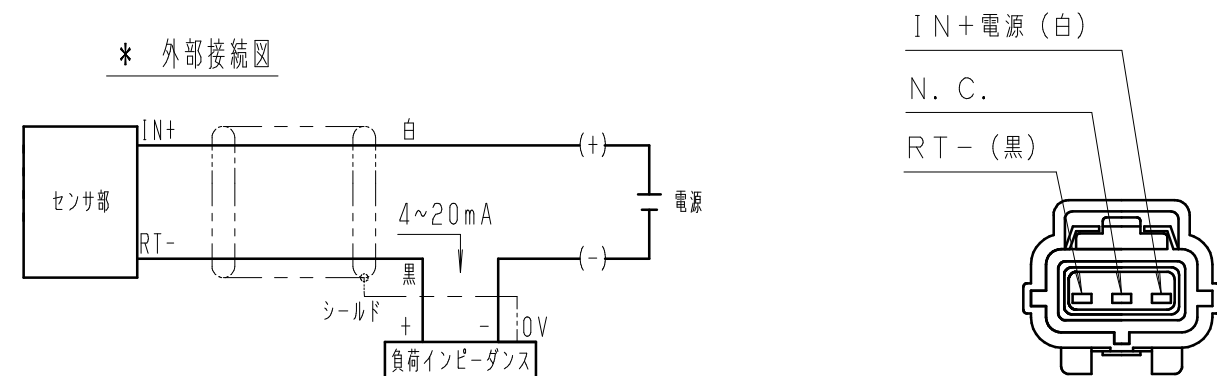 * 外部接続図
IN+
白
(+)
センサ部
電源
4~20mA
RT-
(-)
黒
シールド
+
-
0V
負荷インピーダンス
IN+電源(白)
N. C.
RT-(黒)